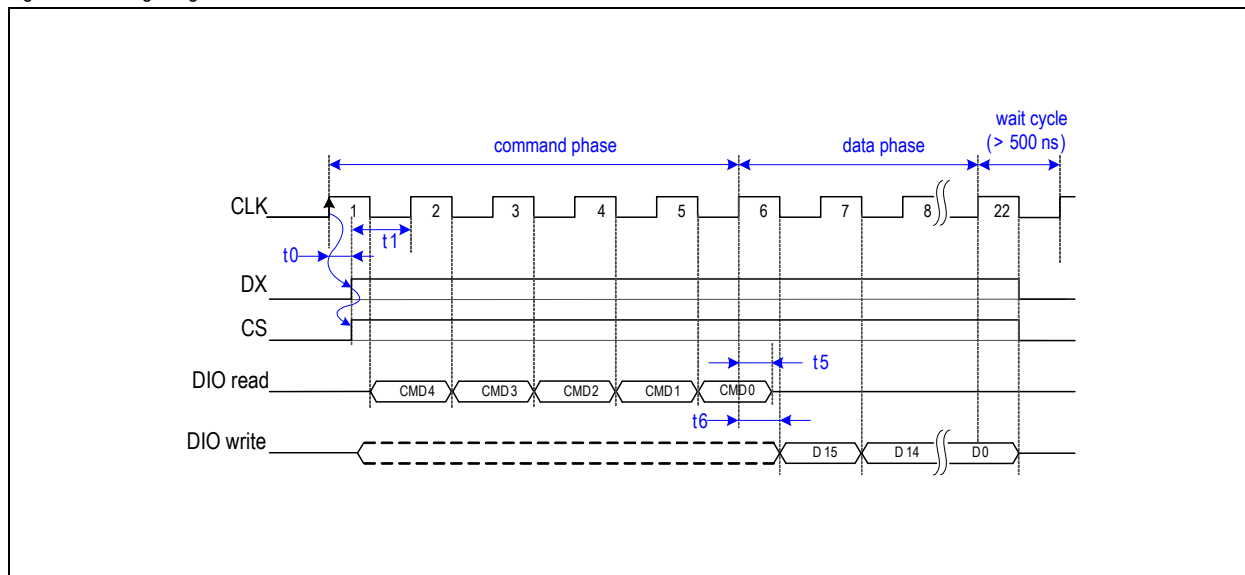 wait cycle
command phase data phase (> 500 ns)
CLK 1 2 3 4 5 6 7 8 22
t1
t0
DX
CS
t5
DIO read CMD4 CMD3 CMD2 CMD1 CMD0
t6
DIO write D15 D14 D0